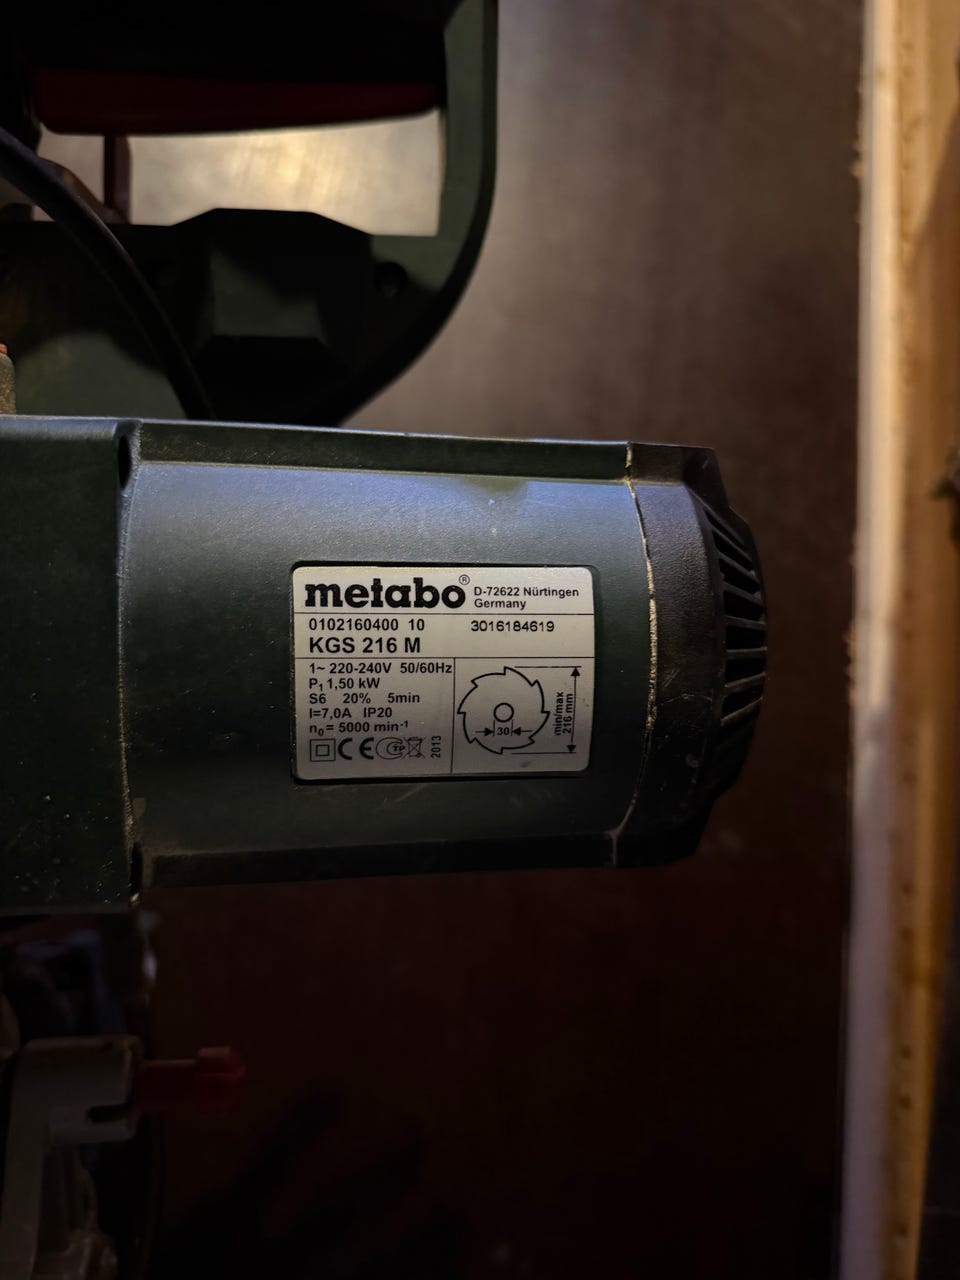 metabo® D-72622 Nürtingen
Germany
0102160400 10 3016184619
KGS 216 M
1~ 220-240V 50/60Hz
P₁ 1,50 kW
S6 20% 5min
I=7,0A IP20
n₀= 5000 min⁻¹
CE 2013
30
min/max
216 mm